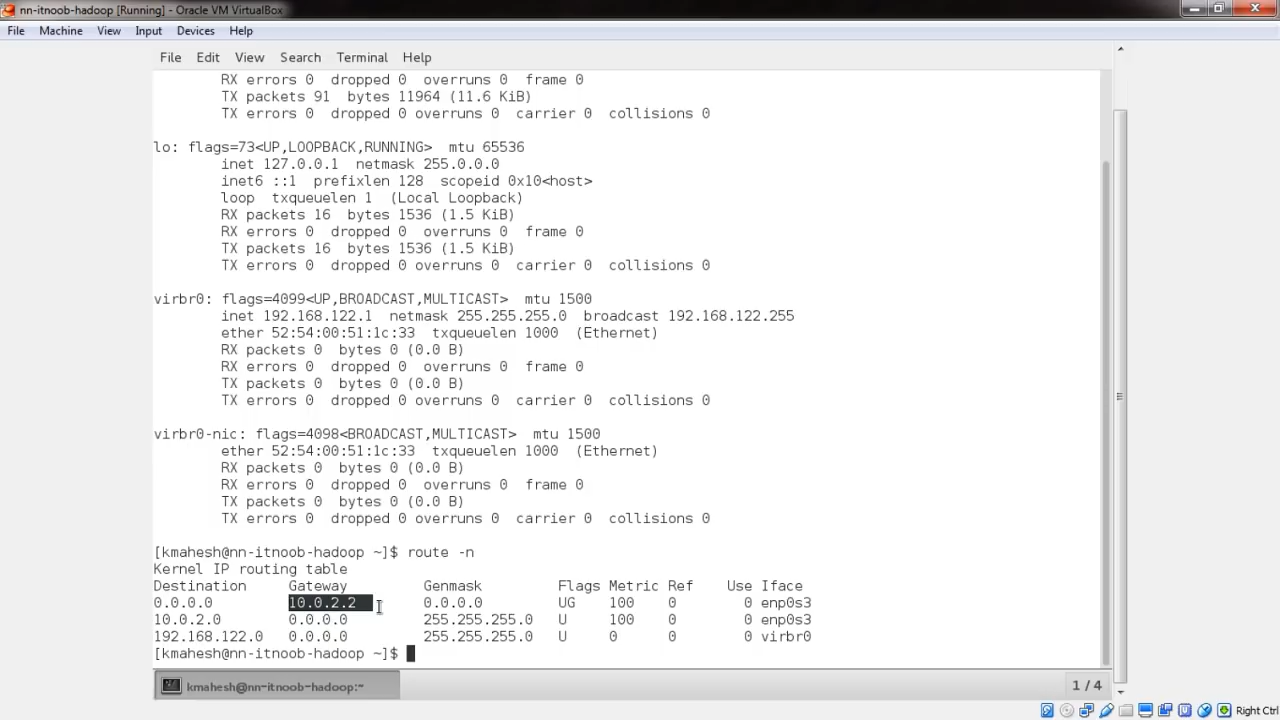 nn-itnoob-hadoop [Running] - Oracle VM VirtualBox
File Machine View Input Devices Help
File Edit View Search Terminal Help
RX errors 0 dropped 0 overruns 0 frame 0
TX packets 91 bytes 11964 (11.6 KiB)
TX errors 0 dropped 0 overruns 0 carrier 0 collisions 0
lo: flags=73<UP,LOOPBACK,RUNNING> mtu 65536
inet 127.0.0.1 netmask 255.0.0.0
inet6 ::1 prefixlen 128 scopeid 0x10<host>
loop txqueuelen 1 (Local Loopback)
RX packets 16 bytes 1536 (1.5 KiB)
RX errors 0 dropped 0 overruns 0 frame 0
TX packets 16 bytes 1536 (1.5 KiB)
TX errors 0 dropped 0 overruns 0 carrier 0 collisions 0
virbr0: flags=4099<UP,BROADCAST,MULTICAST> mtu 1500
inet 192.168.122.1 netmask 255.255.255.0 broadcast 192.168.122.255
ether 52:54:00:51:1c:33 txqueuelen 1000 (Ethernet)
RX packets 0 bytes 0 (0.0 B)
RX errors 0 dropped 0 overruns 0 frame 0
TX packets 0 bytes 0 (0.0 B)
TX errors 0 dropped 0 overruns 0 carrier 0 collisions 0
virbr0-nic: flags=4098<BROADCAST,MULTICAST> mtu 1500
ether 52:54:00:51:1c:33 txqueuelen 1000 (Ethernet)
RX packets 0 bytes 0 (0.0 B)
RX errors 0 dropped 0 overruns 0 frame 0
TX packets 0 bytes 0 (0.0 B)
TX errors 0 dropped 0 overruns 0 carrier 0 collisions 0
[kmahesh@nn-itnoob-hadoop ~]$ route -n
Kernel IP routing table
Destination Gateway Genmask Flags Metric Ref Use Iface
0.0.0.0 10.0.2.2 0.0.0.0 UG 100 0 0 enp0s3
10.0.2.0 0.0.0.0 255.255.255.0 U 100 0 0 enp0s3
192.168.122.0 0.0.0.0 255.255.255.0 U 0 0 0 virbr0
[kmahesh@nn-itnoob-hadoop ~]$
kmahesh@nn-itnoob-hadoop:~ 1 / 4
Right Ctrl